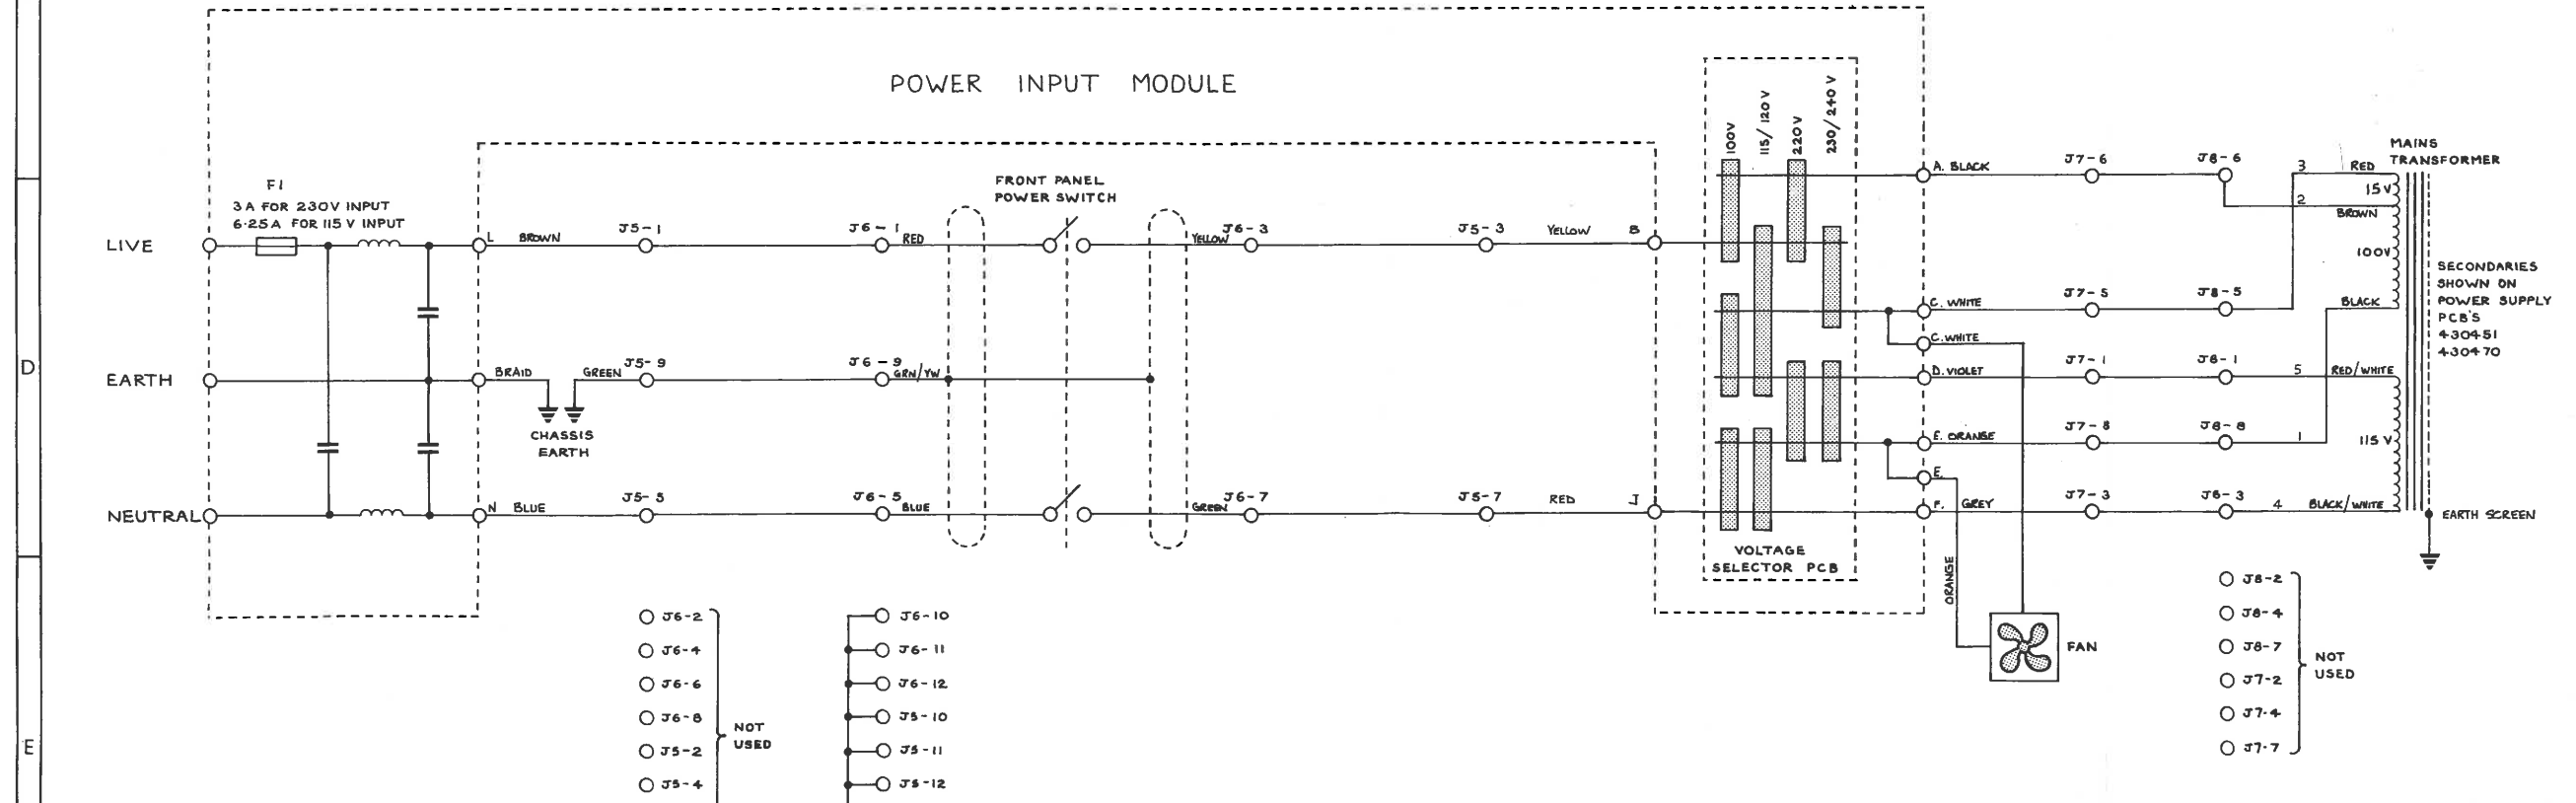 POWER INPUT MODULE
F1
3A FOR 230V INPUT
6·25A FOR 115V INPUT
LIVE
L
BROWN
J5-1
J6-1
RED
FRONT PANEL
POWER SWITCH
YELLOW
J6-3
J5-3
YELLOW
B
EARTH
BRAID
CHASSIS
EARTH
GREEN
J5-9
J6-9
GRN/YW
NEUTRAL
N
BLUE
J5-5
J6-5
BLUE
GREEN
J6-7
J5-7
RED
J
100V
115/120V
220V
230/240V
VOLTAGE
SELECTOR PCB
A. BLACK
J7-6
J8-6
C. WHITE
J7-5
J8-5
C. WHITE
D. VIOLET
J7-1
J8-1
E. ORANGE
J7-8
J8-8
E.
F. GREY
J7-3
J8-3
ORANGE
FAN
MAINS
TRANSFORMER
3
RED
15V
2
BROWN
100V
BLACK
5
RED/WHITE
1
115V
4
BLACK/WHITE
SECONDARIES
SHOWN ON
POWER SUPPLY
PCB'S
430451
430470
EARTH SCREEN
D
E
J6-2
J6-4
J6-6
J6-8
J5-2
J5-4
NOT
USED
J6-10
J6-11
J6-12
J5-10
J5-11
J5-12
J8-2
J8-4
J8-7
J7-2
J7-4
J7-7
NOT
USED